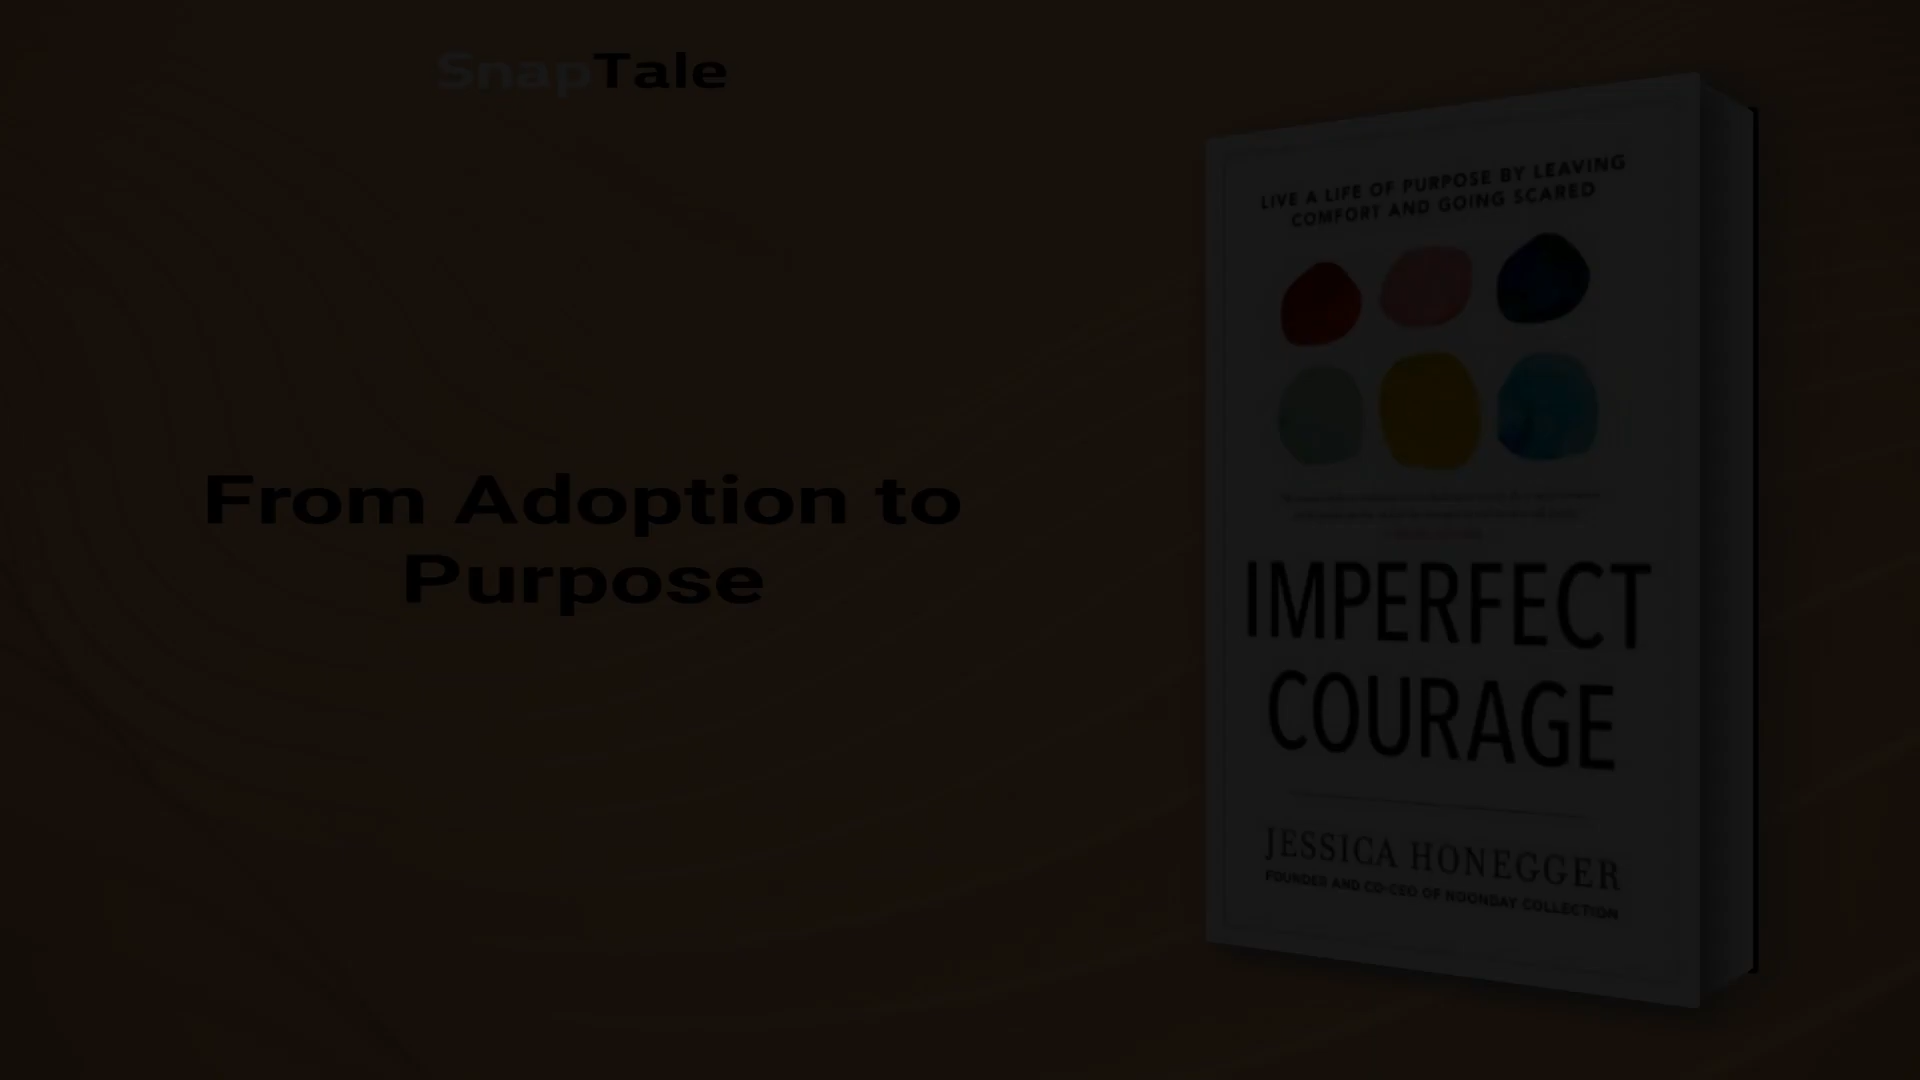 SnapTale
From Adoption to
Purpose
LIVE A LIFE OF PURPOSE BY LEAVING
COMFORT AND GOING SCARED
IMPERFECT
COURAGE
JESSICA HONEGGER
FOUNDER AND CO-CEO OF NOONDAY COLLECTION